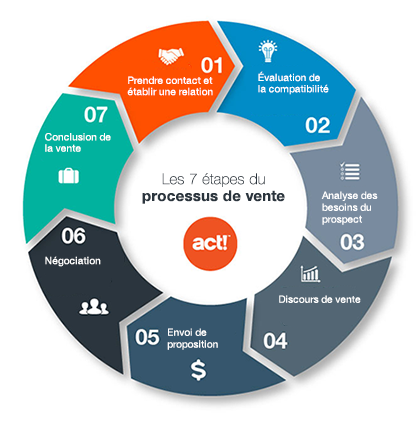 Les 7 étapes du
processus de vente
act!™
01
Prendre contact et
établir une relation
Évaluation de
la compatibilité
02
Analyse des
besoins du
prospect
03
Discours de vente
04
05
Envoi de
proposition
$
06
Négociation
07
Conclusion de
la vente